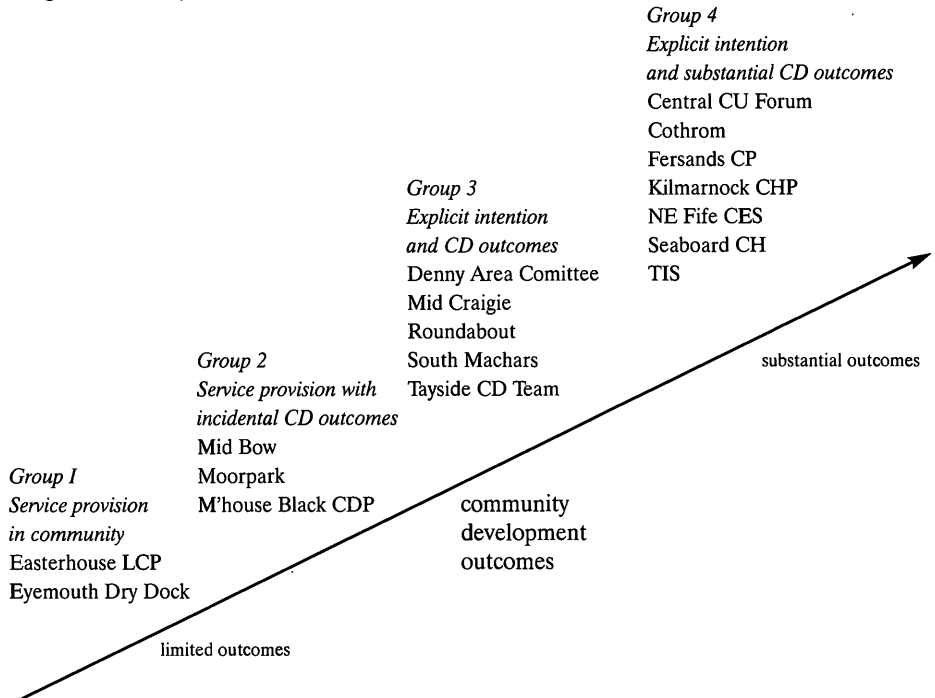 Group 4
Explicit intention
and substantial CD outcomes
Central CU Forum
Cothrom
Fersands CP
Kilmarnock CHP
NE Fife CES
Seaboard CH
TIS
Group 3
Explicit intention
and CD outcomes
Denny Area Comittee
Mid Craigie
Roundabout
South Machars
Tayside CD Team
Group 2
Service provision with
incidental CD outcomes
Mid Bow
Moorpark
M'house Black CDP
Group I
Service provision
in community
Easterhouse LCP
Eyemouth Dry Dock
substantial outcomes
community
development
outcomes
limited outcomes